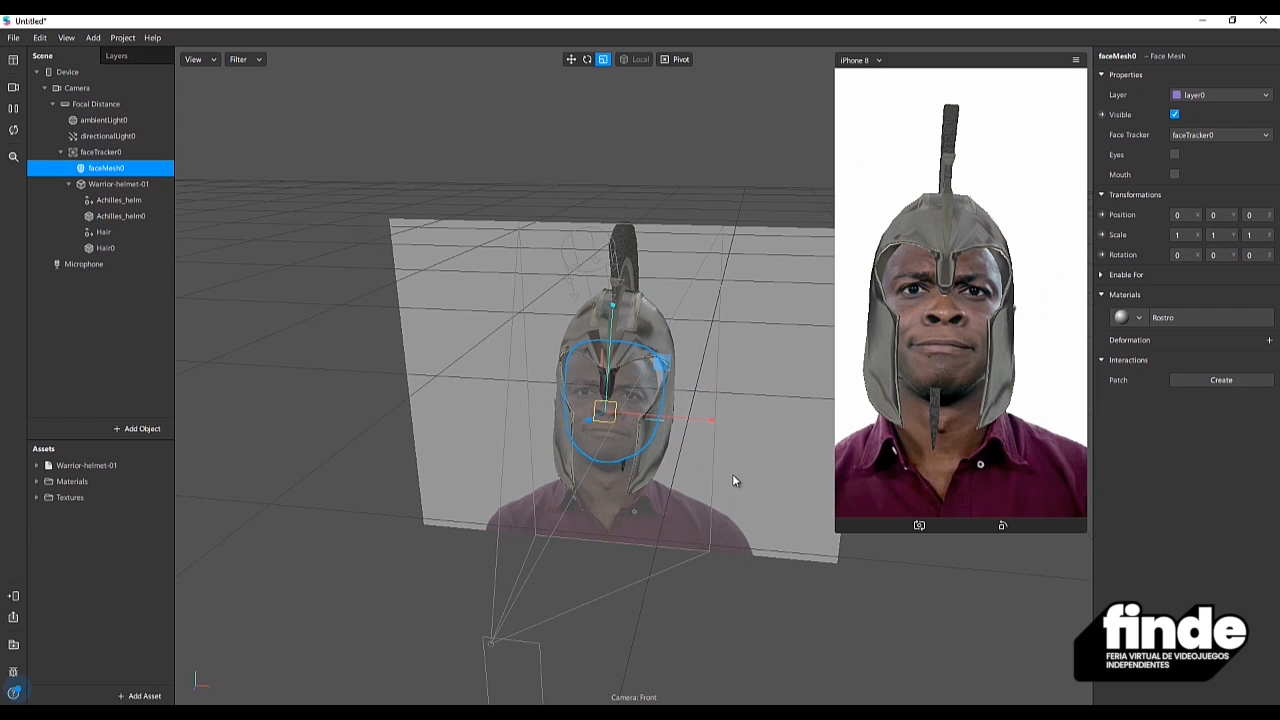 Untitled*
File Edit View Add Project Help
Scene Layers
Device
Camera
Focal Distance
ambientLight0
directionalLight0
faceTracker0
faceMesh0
Warrior-helmet-01
Achilles_helm
Achilles_helm0
Hair
Hair0
Microphone
+ Add Object
Assets
Warrior-helmet-01
Materials
Textures
+ Add Asset
View Filter Local Pivot
Camera: Front
iPhone 8
faceMesh0 – Face Mesh
Properties
Layer layer0
Visible
Face Tracker faceTracker0
Eyes
Mouth
Transformations
Position 0 X 0 Y 0 Z
Scale 1 X 1 Y 1 Z
Rotation 0 X 0 Y 0 Z
Enable For
Materials
Rostro
Deformation +
Interactions
Patch Create
finde
FERIA VIRTUAL DE VIDEOJUEGOS
INDEPENDIENTES